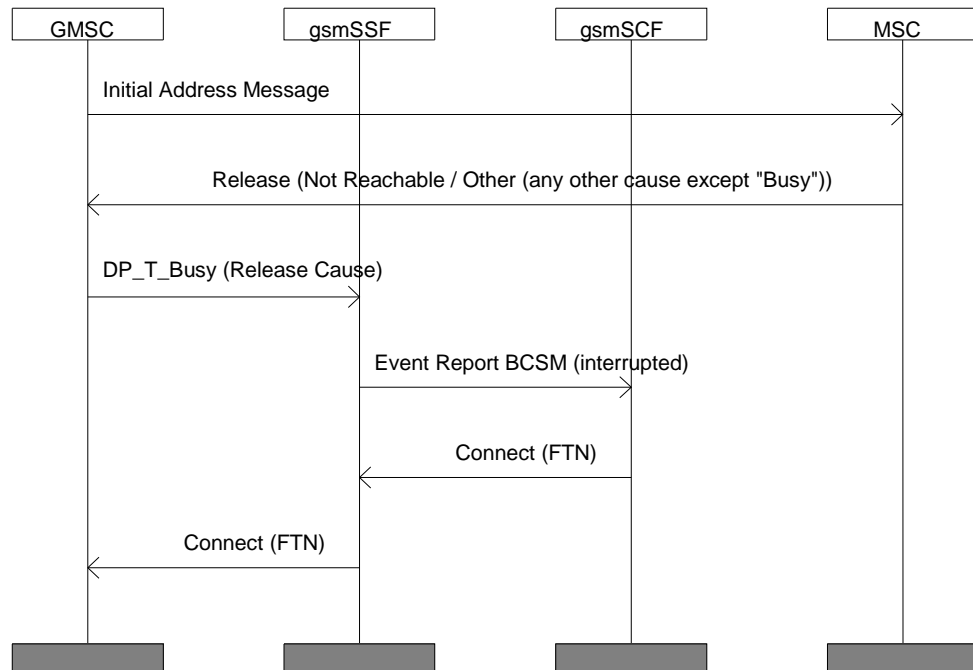 GMSC
gsmSSF
gsmSCF
MSC
Initial Address Message
Release (Not Reachable / Other (any other cause except "Busy"))
DP_T_Busy (Release Cause)
Event Report BCSM (interrupted)
Connect (FTN)
Connect (FTN)